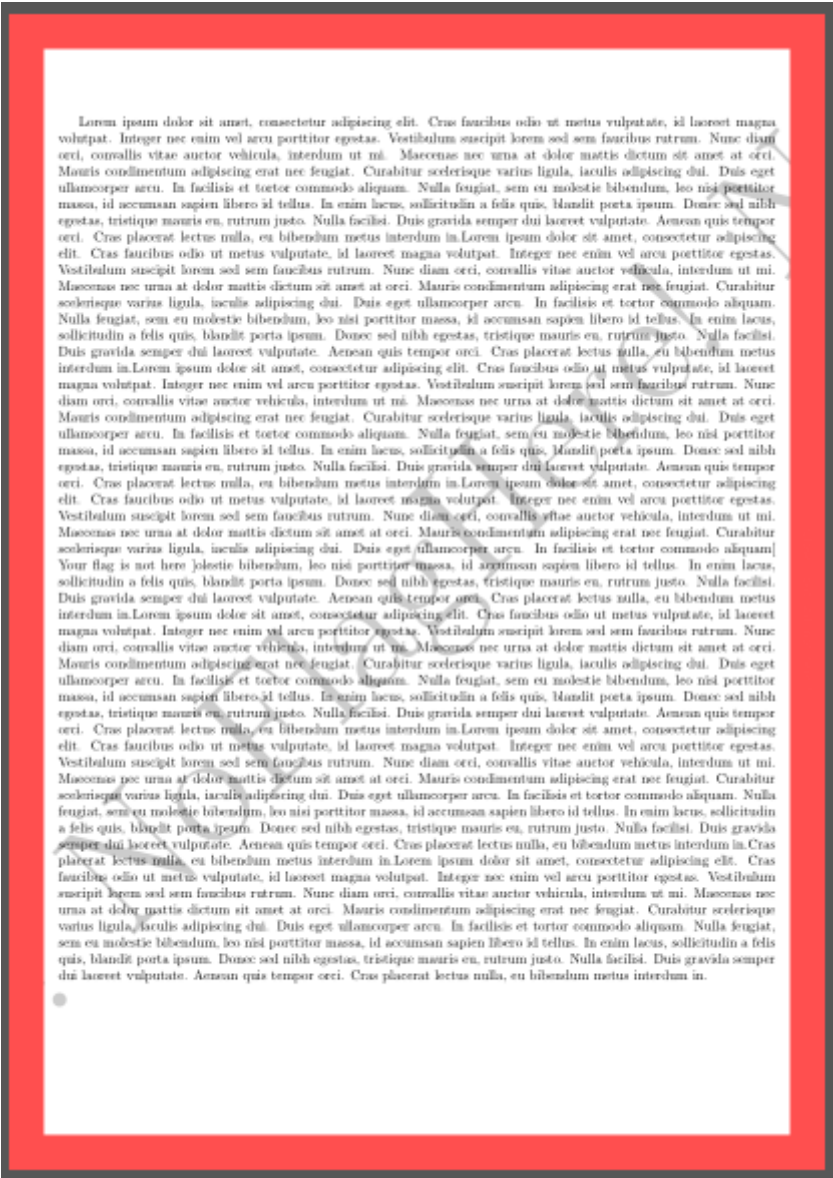 Lorem ipsum dolor sit amet, consectetur adipiscing elit. Cras faucibus odio ut metus vulputate, id laoreet magna
volutpat. Integer nec enim vel arcu porttitor egestas. Vestibulum suscipit lorem sed sem faucibus rutrum. Nunc diam
orci, convallis vitae auctor vehicula, interdum ut mi. Maecenas nec urna at dolor mattis dictum sit amet at orci.
Mauris condimentum adipiscing erat nec feugiat. Curabitur scelerisque varius ligula, iaculis adipiscing dui. Duis eget
ullamcorper arcu. In facilisis et tortor commodo aliquam. Nulla feugiat, sem eu molestie bibendum, leo nisi porttitor
massa, id accumsan sapien libero id tellus. In enim lacus, sollicitudin a felis quis, blandit porta ipsum. Donec sed nibh
egestas, tristique mauris eu, rutrum justo. Nulla facilisi. Duis gravida semper dui laoreet vulputate. Aenean quis tempor
orci. Cras placerat lectus nulla, eu bibendum metus interdum in.Lorem ipsum dolor sit amet, consectetur adipiscing
elit. Cras faucibus odio ut metus vulputate, id laoreet magna volutpat. Integer nec enim vel arcu porttitor egestas.
Vestibulum suscipit lorem sed sem faucibus rutrum. Nunc diam orci, convallis vitae auctor vehicula, interdum ut mi.
Maecenas nec urna at dolor mattis dictum sit amet at orci. Mauris condimentum adipiscing erat nec feugiat. Curabitur
scelerisque varius ligula, iaculis adipiscing dui. Duis eget ullamcorper arcu. In facilisis et tortor commodo aliquam.
Nulla feugiat, sem eu molestie bibendum, leo nisi porttitor massa, id accumsan sapien libero id tellus. In enim lacus,
sollicitudin a felis quis, blandit porta ipsum. Donec sed nibh egestas, tristique mauris eu, rutrum justo. Nulla facilisi.
Duis gravida semper dui laoreet vulputate. Aenean quis tempor orci. Cras placerat lectus nulla, eu bibendum metus
interdum in.Lorem ipsum dolor sit amet, consectetur adipiscing elit. Cras faucibus odio ut metus vulputate, id laoreet
magna volutpat. Integer nec enim vel arcu porttitor egestas. Vestibulum suscipit lorem sed sem faucibus rutrum. Nunc
diam orci, convallis vitae auctor vehicula, interdum ut mi. Maecenas nec urna at dolor mattis dictum sit amet at orci.
Mauris condimentum adipiscing erat nec feugiat. Curabitur scelerisque varius ligula, iaculis adipiscing dui. Duis eget
ullamcorper arcu. In facilisis et tortor commodo aliquam. Nulla feugiat, sem eu molestie bibendum, leo nisi porttitor
massa, id accumsan sapien libero id tellus. In enim lacus, sollicitudin a felis quis, blandit porta ipsum. Donec sed nibh
egestas, tristique mauris eu, rutrum justo. Nulla facilisi. Duis gravida semper dui laoreet vulputate. Aenean quis tempor
orci. Cras placerat lectus nulla, eu bibendum metus interdum in.Lorem ipsum dolor sit amet, consectetur adipiscing
elit. Cras faucibus odio ut metus vulputate, id laoreet magna volutpat. Integer nec enim vel arcu porttitor egestas.
Vestibulum suscipit lorem sed sem faucibus rutrum. Nunc diam orci, convallis vitae auctor vehicula, interdum ut mi.
Maecenas nec urna at dolor mattis dictum sit amet at orci. Mauris condimentum adipiscing erat nec feugiat. Curabitur
scelerisque varius ligula, iaculis adipiscing dui. Duis eget ullamcorper arcu. In facilisis et tortor commodo aliquam[
Your flag is not here ]olestie bibendum, leo nisi porttitor massa, id accumsan sapien libero id tellus. In enim lacus,
sollicitudin a felis quis, blandit porta ipsum. Donec sed nibh egestas, tristique mauris eu, rutrum justo. Nulla facilisi.
Duis gravida semper dui laoreet vulputate. Aenean quis tempor orci. Cras placerat lectus nulla, eu bibendum metus
interdum in.Lorem ipsum dolor sit amet, consectetur adipiscing elit. Cras faucibus odio ut metus vulputate, id laoreet
magna volutpat. Integer nec enim vel arcu porttitor egestas. Vestibulum suscipit lorem sed sem faucibus rutrum. Nunc
diam orci, convallis vitae auctor vehicula, interdum ut mi. Maecenas nec urna at dolor mattis dictum sit amet at orci.
Mauris condimentum adipiscing erat nec feugiat. Curabitur scelerisque varius ligula, iaculis adipiscing dui. Duis eget
ullamcorper arcu. In facilisis et tortor commodo aliquam. Nulla feugiat, sem eu molestie bibendum, leo nisi porttitor
massa, id accumsan sapien libero id tellus. In enim lacus, sollicitudin a felis quis, blandit porta ipsum. Donec sed nibh
egestas, tristique mauris eu, rutrum justo. Nulla facilisi. Duis gravida semper dui laoreet vulputate. Aenean quis tempor
orci. Cras placerat lectus nulla, eu bibendum metus interdum in.Lorem ipsum dolor sit amet, consectetur adipiscing
elit. Cras faucibus odio ut metus vulputate, id laoreet magna volutpat. Integer nec enim vel arcu porttitor egestas.
Vestibulum suscipit lorem sed sem faucibus rutrum. Nunc diam orci, convallis vitae auctor vehicula, interdum ut mi.
Maecenas nec urna at dolor mattis dictum sit amet at orci. Mauris condimentum adipiscing erat nec feugiat. Curabitur
scelerisque varius ligula, iaculis adipiscing dui. Duis eget ullamcorper arcu. In facilisis et tortor commodo aliquam. Nulla
feugiat, sem eu molestie bibendum, leo nisi porttitor massa, id accumsan sapien libero id tellus. In enim lacus, sollicitudin
a felis quis, blandit porta ipsum. Donec sed nibh egestas, tristique mauris eu, rutrum justo. Nulla facilisi. Duis gravida
semper dui laoreet vulputate. Aenean quis tempor orci. Cras placerat lectus nulla, eu bibendum metus interdum in.Cras
placerat lectus nulla, eu bibendum metus interdum in.Lorem ipsum dolor sit amet, consectetur adipiscing elit. Cras
faucibus odio ut metus vulputate, id laoreet magna volutpat. Integer nec enim vel arcu porttitor egestas. Vestibulum
suscipit lorem sed sem faucibus rutrum. Nunc diam orci, convallis vitae auctor vehicula, interdum ut mi. Maecenas nec
urna at dolor mattis dictum sit amet at orci. Mauris condimentum adipiscing erat nec feugiat. Curabitur scelerisque
varius ligula, iaculis adipiscing dui. Duis eget ullamcorper arcu. In facilisis et tortor commodo aliquam. Nulla feugiat,
sem eu molestie bibendum, leo nisi porttitor massa, id accumsan sapien libero id tellus. In enim lacus, sollicitudin a felis
quis, blandit porta ipsum. Donec sed nibh egestas, tristique mauris eu, rutrum justo. Nulla facilisi. Duis gravida semper
dui laoreet vulputate. Aenean quis tempor orci. Cras placerat lectus nulla, eu bibendum metus interdum in.
NoFlagHere! N